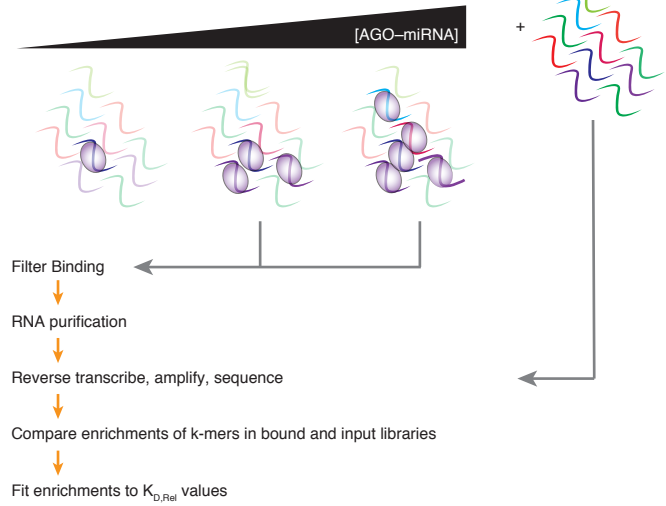 [AGO–miRNA]
+
Filter Binding
RNA purification
Reverse transcribe, amplify, sequence
Compare enrichments of k-mers in bound and input libraries
Fit enrichments to K_D,Rel values